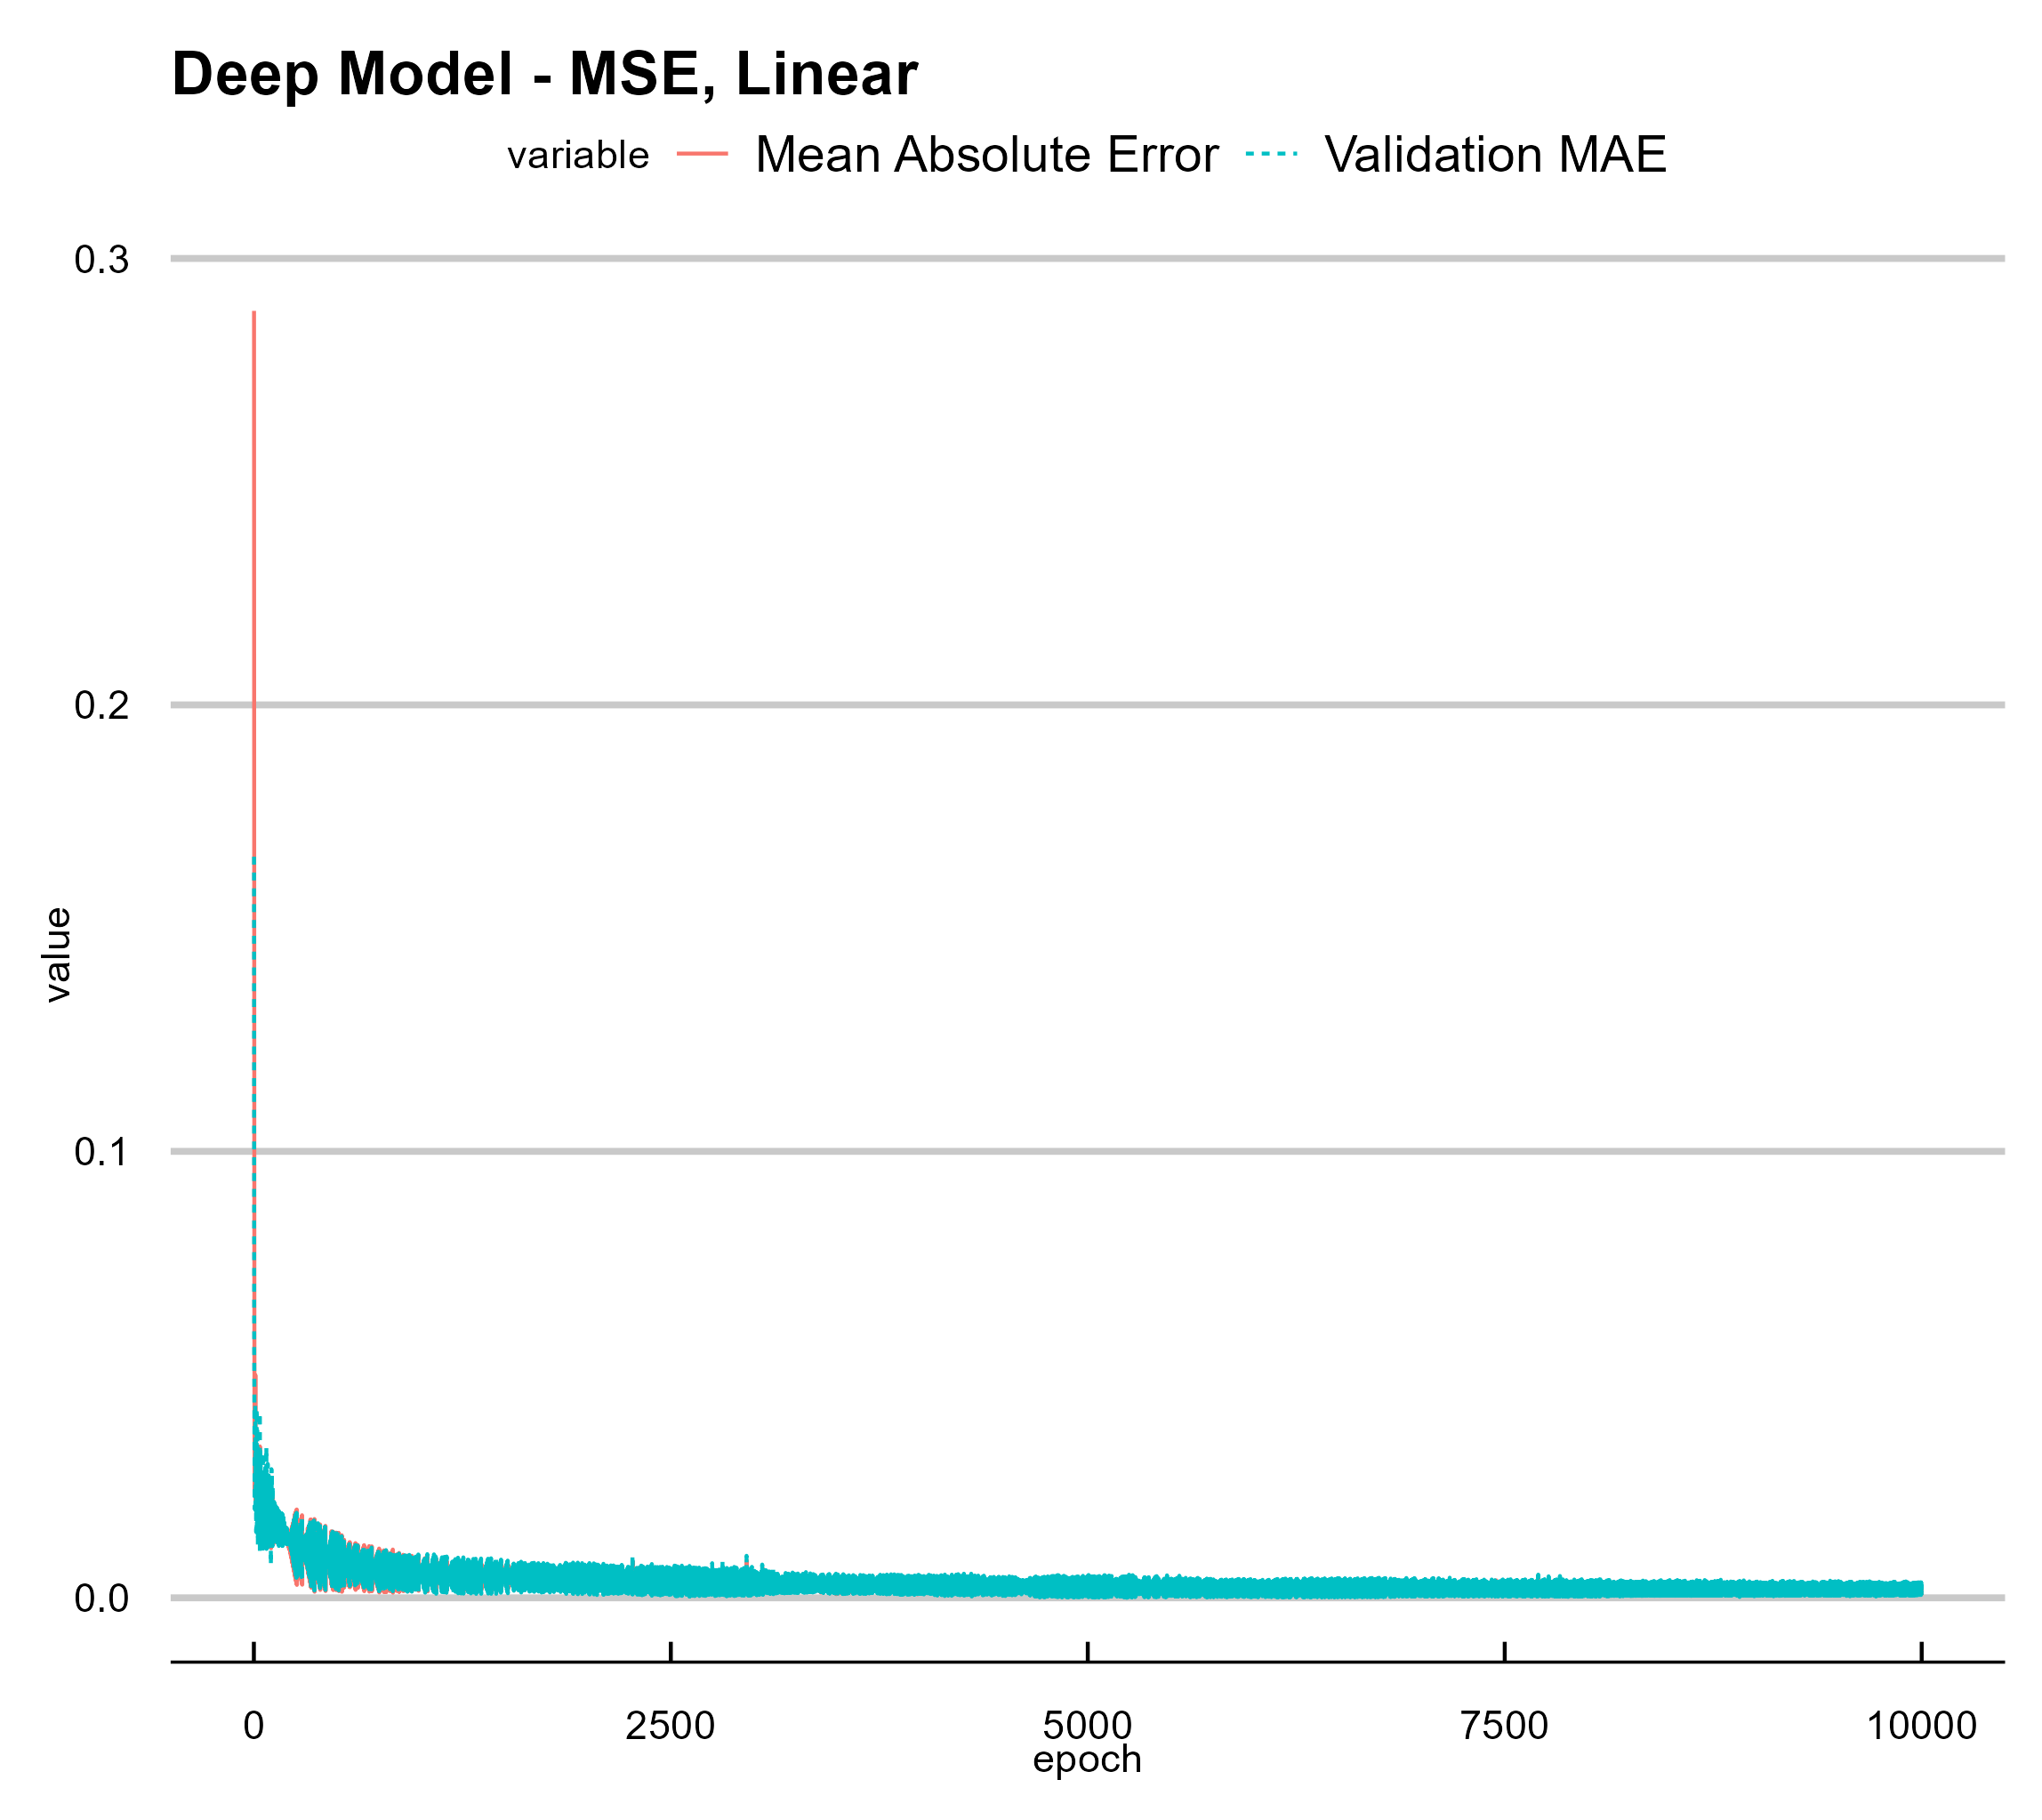 Deep Model - MSE, Linear
variable Mean Absolute Error Validation MAE
0.3
0.2
0.1
0.0
value
0 2500 5000 7500 10000
epoch